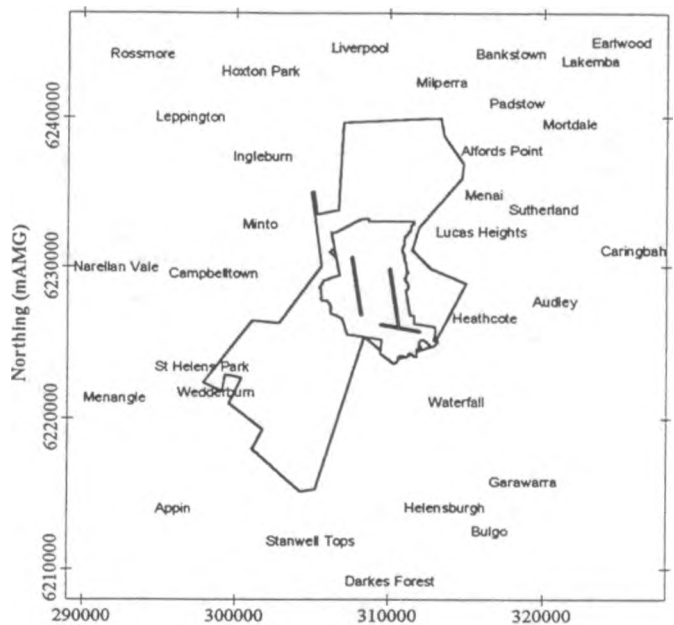 Rossmore
Liverpool
Earlwood
Hoxton Park
Bankstown
Lakemba
Milperra
Leppington
Padstow
Mortdale
Ingleburn
Alfords Point
Menai
Minto
Sutherland
Lucas Heights
Narellan Vale
Campbelltown
Caringbah
Audley
Heathcote
St Helens Park
Menangle
Wedderburn
Waterfall
Garawarra
Appin
Helensburgh
Stanwell Tops
Bulgo
Darkes Forest
Northing (mAMG)
6240000
6230000
6220000
6210000
290000
300000
310000
320000